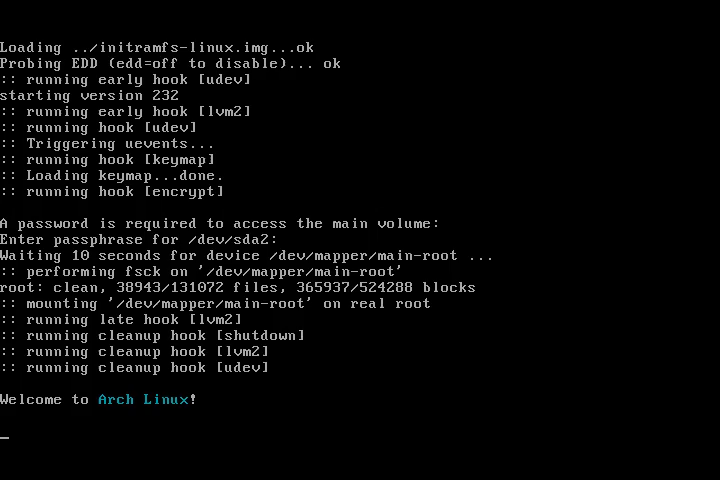 Loading ../initramfs-linux.img...ok
Probing EDD (edd=off to disable)... ok
:: running early hook [udev]
starting version 232
:: running early hook [lvm2]
:: running hook [udev]
:: Triggering uevents...
:: running hook [keymap]
:: Loading keymap...done.
:: running hook [encrypt]
A password is required to access the main volume:
Enter passphrase for /dev/sda2:
Waiting 10 seconds for device /dev/mapper/main-root ...
:: performing fsck on '/dev/mapper/main-root'
root: clean, 38943/131072 files, 365937/524288 blocks
:: mounting '/dev/mapper/main-root' on real root
:: running late hook [lvm2]
:: running cleanup hook [shutdown]
:: running cleanup hook [lvm2]
:: running cleanup hook [udev]
Welcome to Arch Linux!